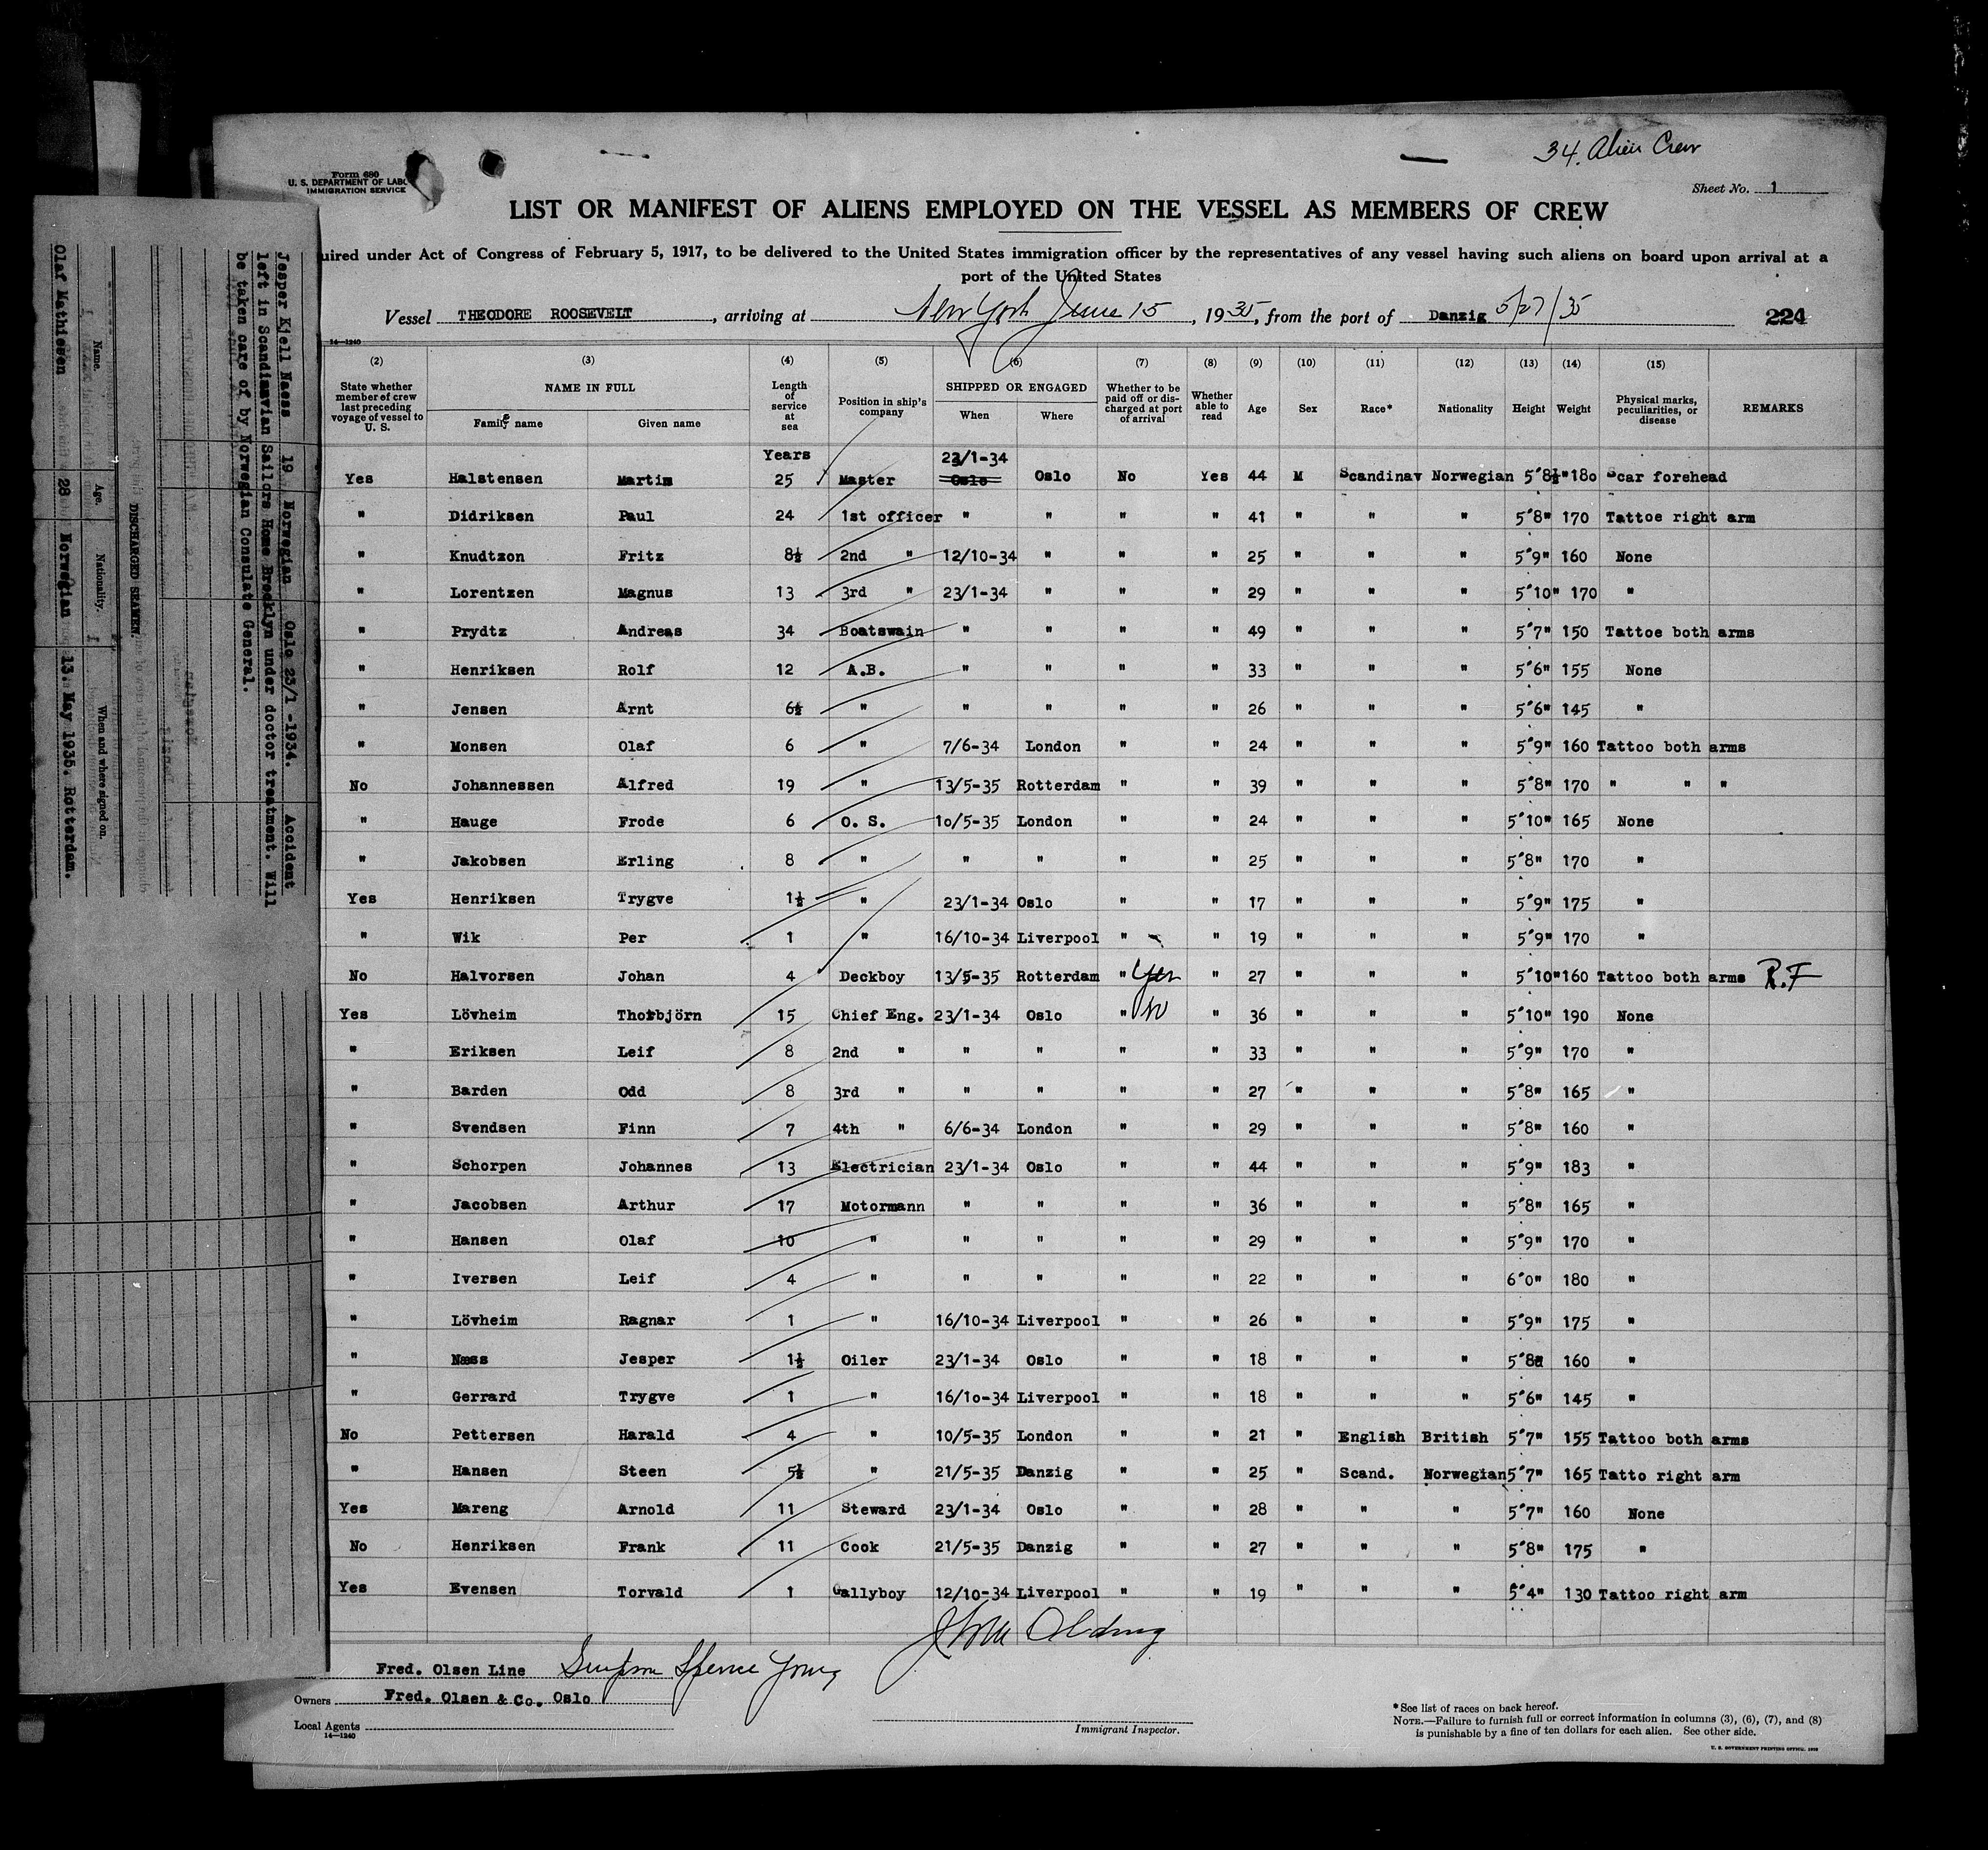 34. Alien Crew
Form 680
U. S. DEPARTMENT OF LABO
IMMIGRATION SERVICE
Sheet No. 1
LIST OR MANIFEST OF ALIENS EMPLOYED ON THE VESSEL AS MEMBERS OF CREW
uired under Act of Congress of February 5, 1917, to be delivered to the United States immigration officer by the representatives of any vessel having such aliens on board upon arrival at a
port of the United States
Vessel THEODORE ROOSEVELT, arriving at New York June 15, 1935, from the port of Danzig 5/27/35 224
14—1240
(2) (3) (4) (5) (6) (7) (8) (9) (10) (11) (12) (13) (14) (15)
State whether member of crew last preceding voyage of vessel to U. S. NAME IN FULL Family name Given name Length of service at sea Position in ship's company SHIPPED OR ENGAGED When Where Whether to be paid off or discharged at port of arrival Whether able to read Age Sex Race* Nationality Height Weight Physical marks, peculiarities, or disease REMARKS
Years 23/1-34
Yes Halstensen Martin 25 Master Oslo Oslo No Yes 44 M Scandinav Norwegian 5'8½" 180 Scar forehead
" Didriksen Paul 24 1st officer " " " " 41 " " " 5'8" 170 Tattoe right arm
" Knudtzon Fritz 8½ 2nd " 12/10-34 " " " 25 " " " 5'9" 160 None
" Lorentzen Magnus 13 3rd " 23/1-34 " " " 29 " " " 5'10" 170 "
" Prydtz Andreas 34 Boatswain " " " " 49 " " " 5'7" 150 Tattoe both arms
" Henriksen Rolf 12 A.B. " " " " 33 " " " 5'6" 155 None
" Jensen Arnt 6½ " " " " " 26 " " " 5'6" 145 "
" Monsen Olaf 6 " 7/6-34 London " " 24 " " " 5'9" 160 Tattoo both arms
No Johannessen Alfred 19 " 13/5-35 Rotterdam " " 39 " " " 5'8" 170 " " "
" Hauge Frode 6 O. S. 10/5-35 London " " 24 " " " 5'10" 165 None
" Jakobsen Erling 8 " " " " " 25 " " " 5'8" 170 "
Yes Henriksen Trygve 1½ " 23/1-34 Oslo " " 17 " " " 5'9" 175 "
" Wik Per 1 " 16/10-34 Liverpool " " 19 " " " 5'9" 170 "
No Halvorsen Johan 4 Deckboy 13/5-35 Rotterdam " Yes " 27 " " " 5'10" 160 Tattoo both arms R.F
Yes Lövheim Thorbjörn 15 Chief Eng. 23/1-34 Oslo " No " 36 " " " 5'10" 190 None
" Eriksen Leif 8 2nd " " " " " 33 " " " 5'9" 170 "
" Barden Odd 8 3rd " " " " " 27 " " " 5'8" 165 "
" Svendsen Finn 7 4th " 6/6-34 London " " 29 " " " 5'8" 160 "
" Schorpen Johannes 13 Electrician 23/1-34 Oslo " " 44 " " " 5'9" 183 "
" Jacobsen Arthur 17 Motormann " " " " 36 " " " 5'8" 165 "
" Hansen Olaf 10 " " " " " 29 " " " 5'9" 170 "
" Iversen Leif 4 " " " " " 22 " " " 6'0" 180 "
" Lövheim Ragnar 1 " 16/10-34 Liverpool " " 26 " " " 5'9" 175 "
" Næss Jesper 1½ Oiler 23/1-34 Oslo " " 18 " " " 5'8" 160 "
" Gerrard Trygve 1 " 16/10-34 Liverpool " " 18 " " " 5'6" 145 "
No Pettersen Harald 4 " 10/5-35 London " " 21 " English British 5'7" 155 Tattoo both arms
" Hansen Steen 5½ " 21/5-35 Danzig " " 25 " Scand. Norwegian 5'7" 165 Tatto right arm
Yes Mareng Arnold 11 Steward 23/1-34 Oslo " " 28 " " " 5'7" 160 None
No Henriksen Frank 11 Cook 21/5-35 Danzig " " 27 " " " 5'8" 175 "
Yes Evensen Torvald 1 Gallyboy 12/10-34 Liverpool " " 19 " " " 5'4" 130 Tattoo right arm
Fred. Olsen Line Simpson Spence Young
Owners Fred. Olsen & Co. Oslo
Local Agents
14—1240
Immigrant Inspector.
*See list of races on back hereof.
NOTE.—Failure to furnish full or correct information in columns (3), (6), (7), and (8)
is punishable by a fine of ten dollars for each alien. See other side.
U. S. GOVERNMENT PRINTING OFFICE
Jesper Kjell Naess 19 Norwegian Oslo 23/1 -1934. Accident
left in Scandinavian Sailors Home Brooklyn under doctor treatment. Will
be taken care of by Norwegian Consulate General.
DISCHARGED SEAMEN.
Name. Age. Nationality. When and where signed on.
Olaf Mathiesen 28 Norwegian 13. May 1935. Rotterdam.